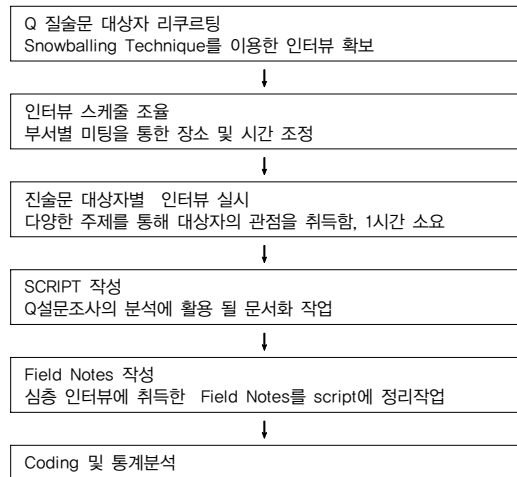 Q 질술문 대상자 리쿠르팅
Snowballing Technique를 이용한 인터뷰 확보
인터뷰 스케줄 조율
부서별 미팅을 통한 장소 및 시간 조정
진술문 대상자별 인터뷰 실시
다양한 주제를 통해 대상자의 관점을 취득함, 1시간 소요
SCRIPT 작성
Q설문조사의 분석에 활용 될 문서화 작업
Field Notes 작성
심층 인터뷰에 취득한 Field Notes를 script에 정리작업
Coding 및 통계분석